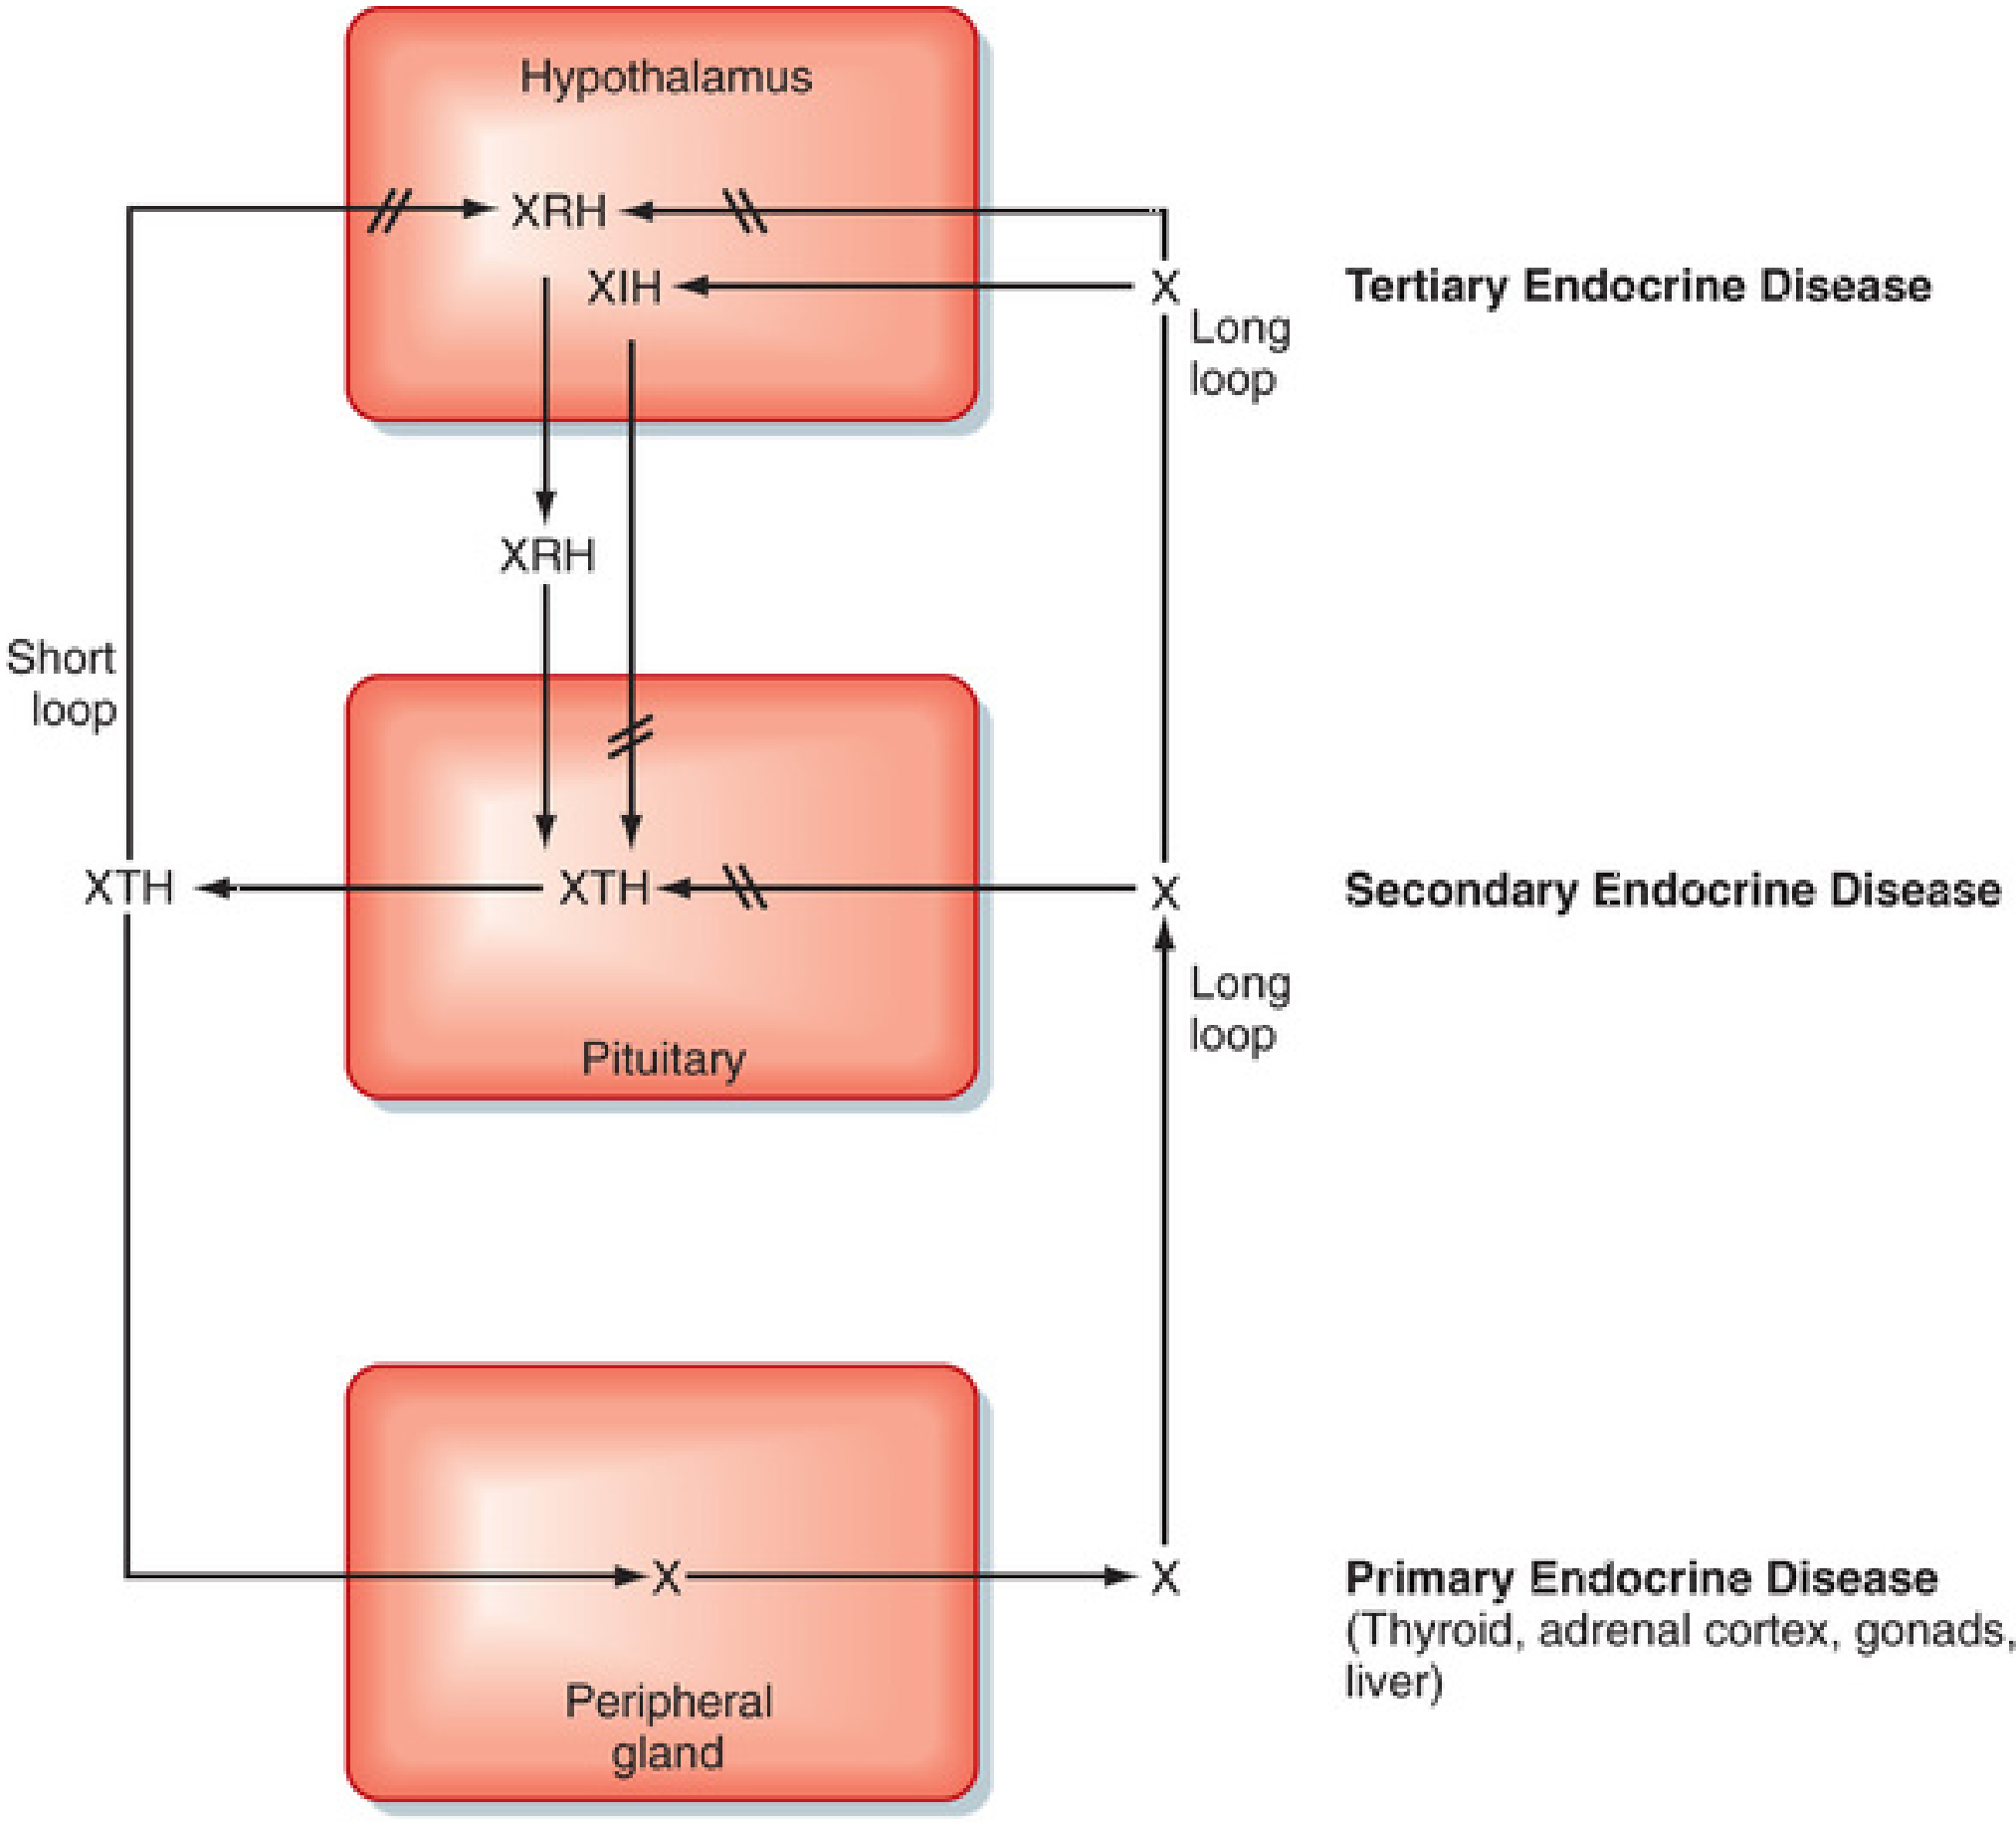 Hypothalamus
XRH
XIH
X
Tertiary Endocrine Disease
Long
loop
XRH
Short
loop
XTH
XTH
X
Secondary Endocrine Disease
Long
loop
Pituitary
X
X
Primary Endocrine Disease
(Thyroid, adrenal cortex, gonads,
liver)
Peripheral
gland